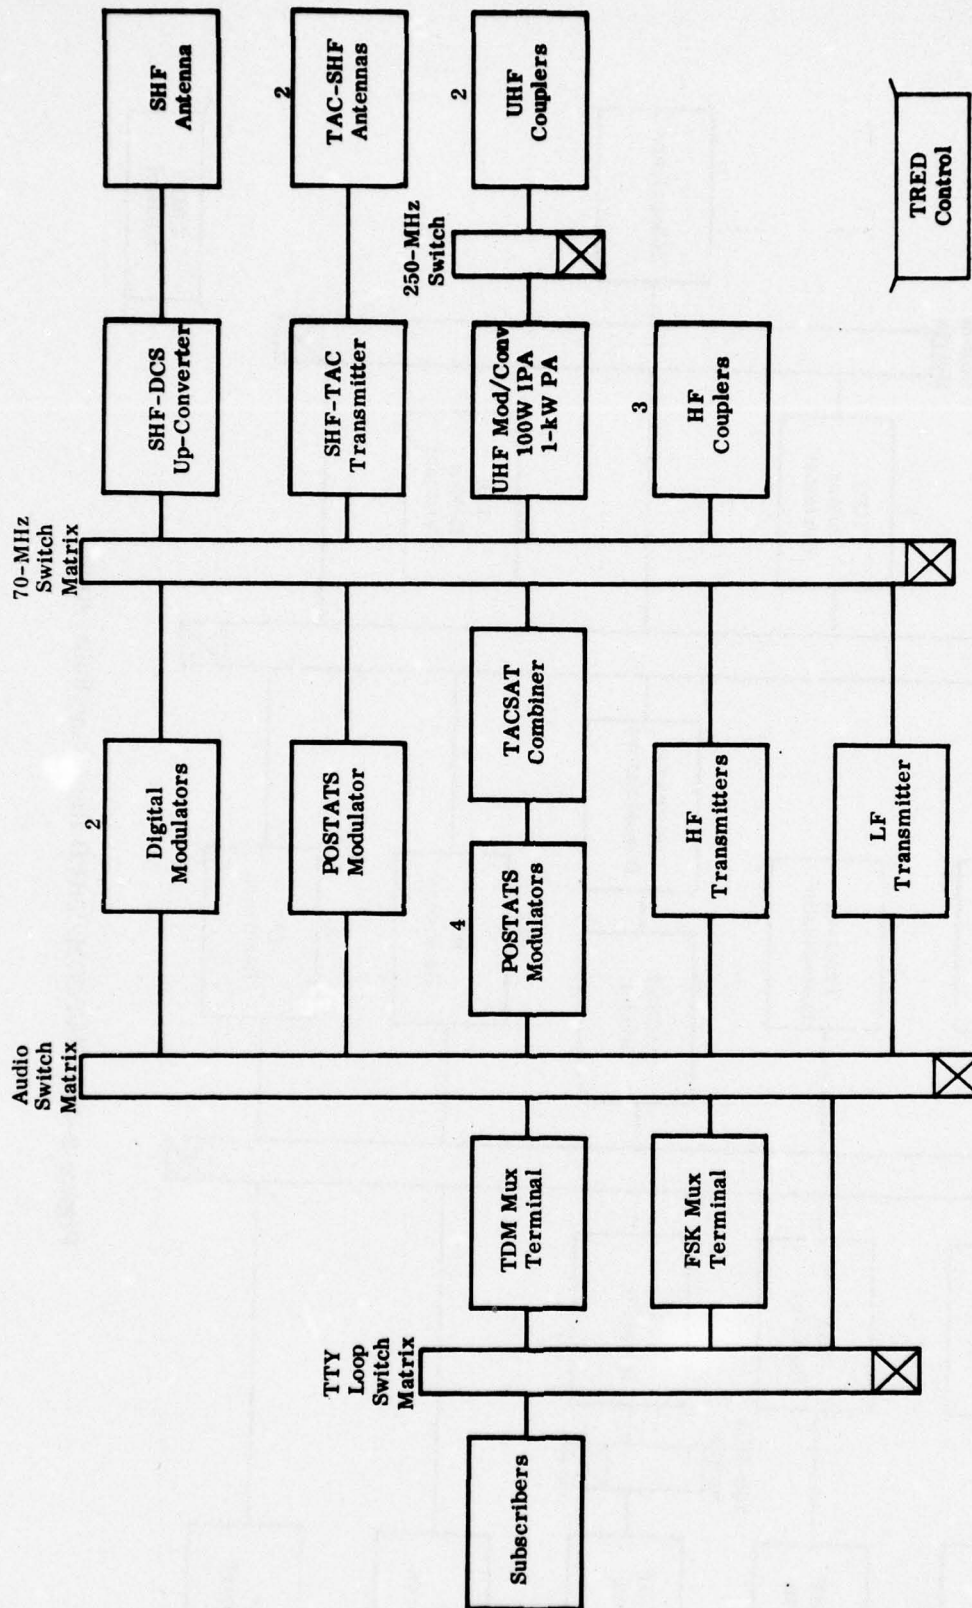 Subscribers
TTY
Loop
Switch
Matrix
TDM Mux
Terminal
FSK Mux
Terminal
Audio
Switch
Matrix
2
Digital
Modulators
POSTATS
Modulator
4
POSTATS
Modulators
TACSAT
Combiner
HF
Transmitters
LF
Transmitter
70-MHz
Switch
Matrix
SHF-DCS
Up-Converter
SHF-TAC
Transmitter
UHF Mod/Conv
100W IPA
1-kW PA
3
HF
Couplers
250-MHz
Switch
SHF
Antenna
2
TAC-SHF
Antennas
2
UHF
Couplers
TRED
Control